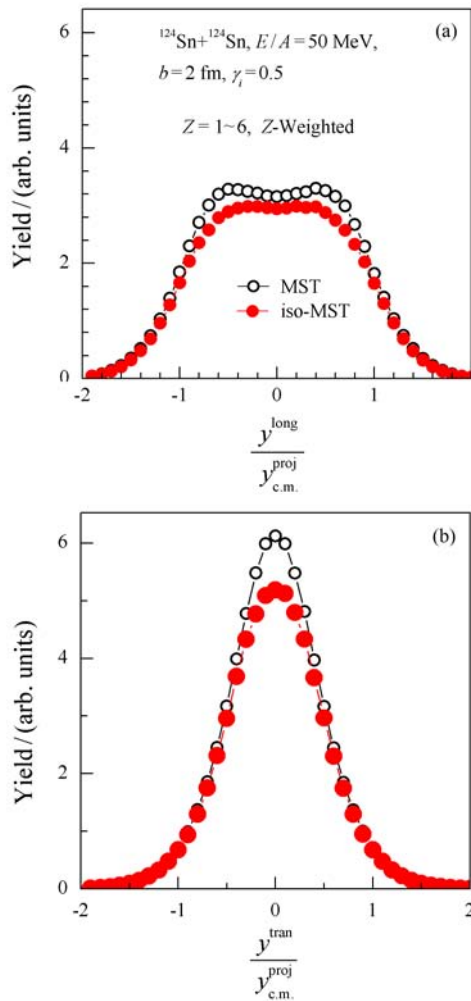 (a)
¹²⁴Sn+¹²⁴Sn, E/A=50 MeV,
b=2 fm, γᵢ=0.5
Z=1~6, Z-Weighted
MST
iso-MST
Yield/(arb. units)
6
4
2
0
-2 -1 0 1 2
y^long
y^proj_c.m.
(b)
Yield/(arb. units)
6
4
2
0
-2 -1 0 1 2
y^tran
y^proj_c.m.